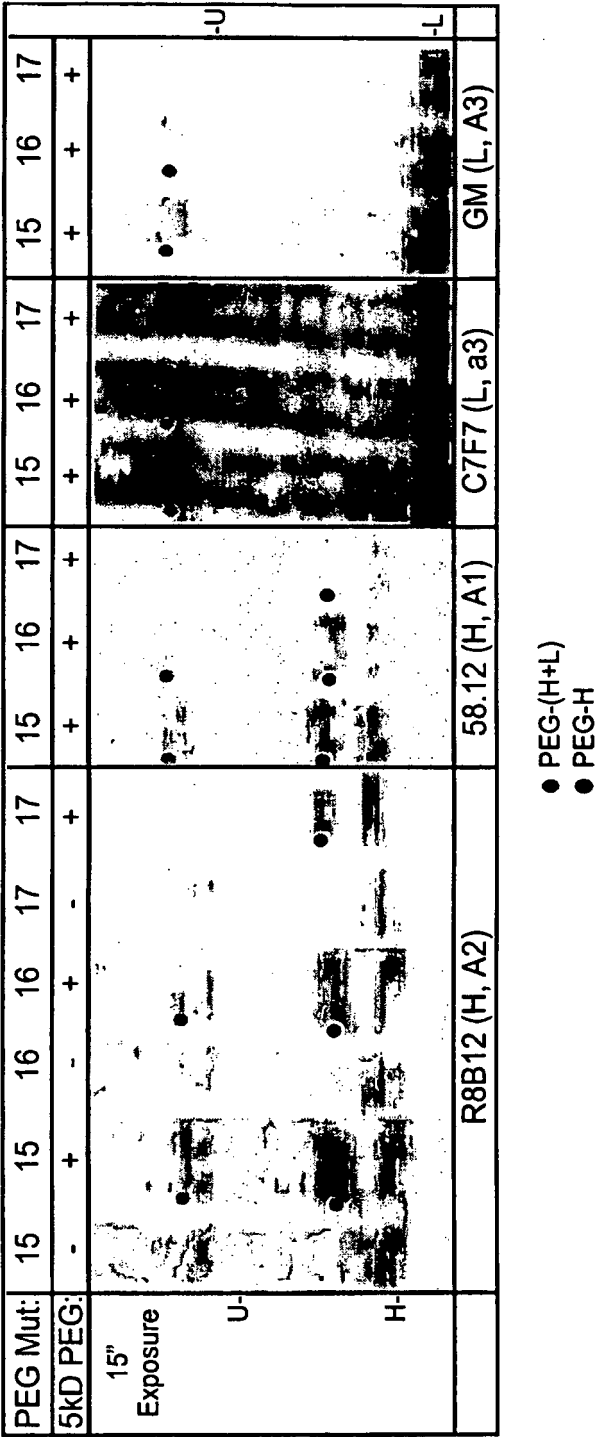 PEG Mut: 15 15 16 16 17 17 15 16 17 15 16 17 15 16 17
5kD PEG: - + - + - + + + + + + + + + +
15"
Exposure
U-
H-
-U
-L
R8B12 (H, A2) 58.12 (H, A1) C7F7 (L, a3) GM (L, A3)
● PEG-(H+L)
● PEG-H